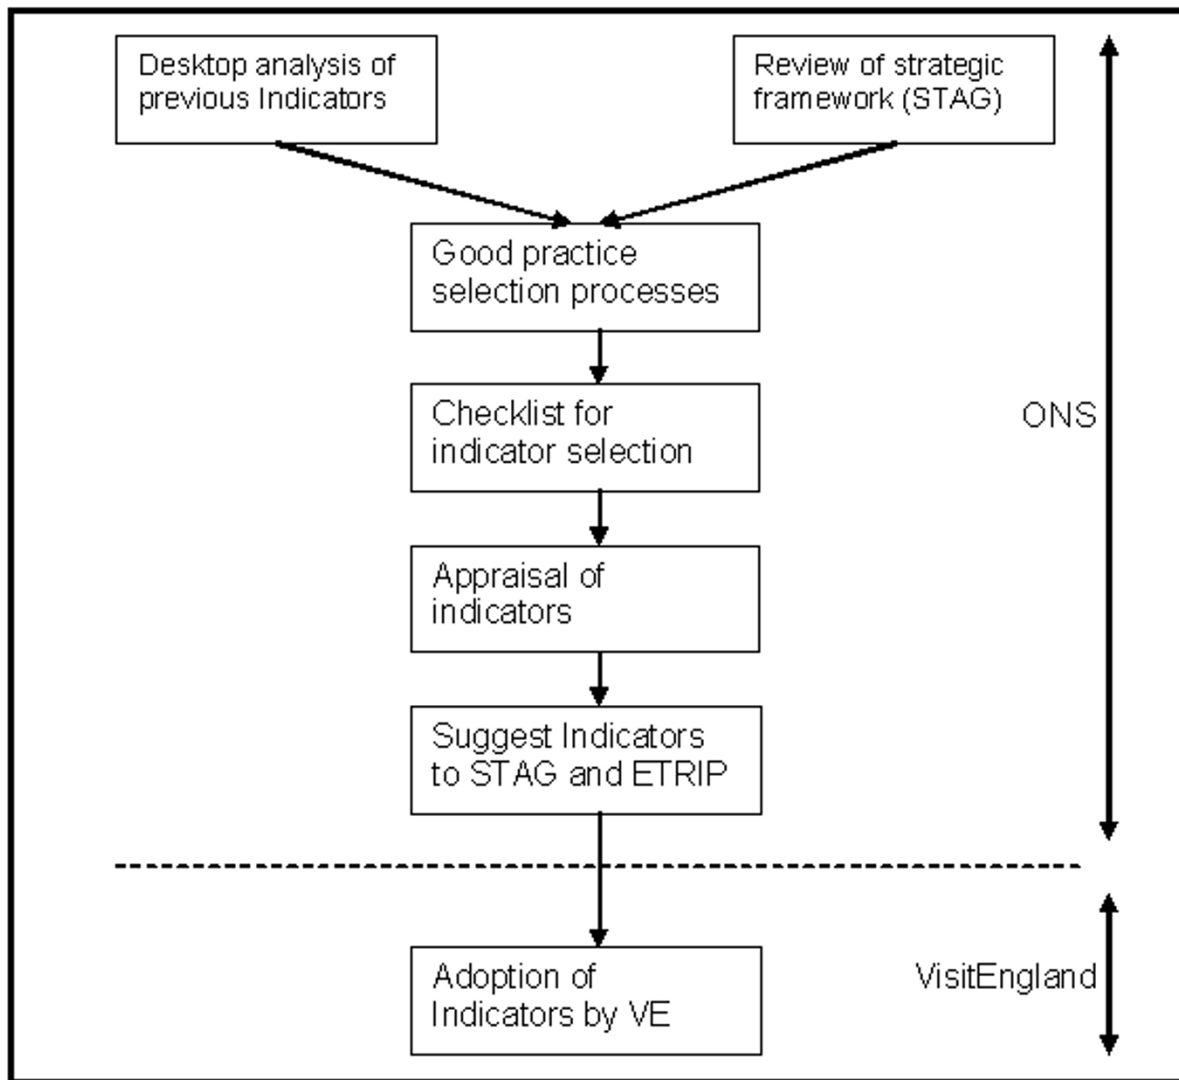 Desktop analysis of
previous Indicators
Review of strategic
framework (STAG)
Good practice
selection processes
Checklist for
indicator selection
ONS
Appraisal of
indicators
Suggest Indicators
to STAG and ETRIP
Adoption of
Indicators by VE
VisitEngland